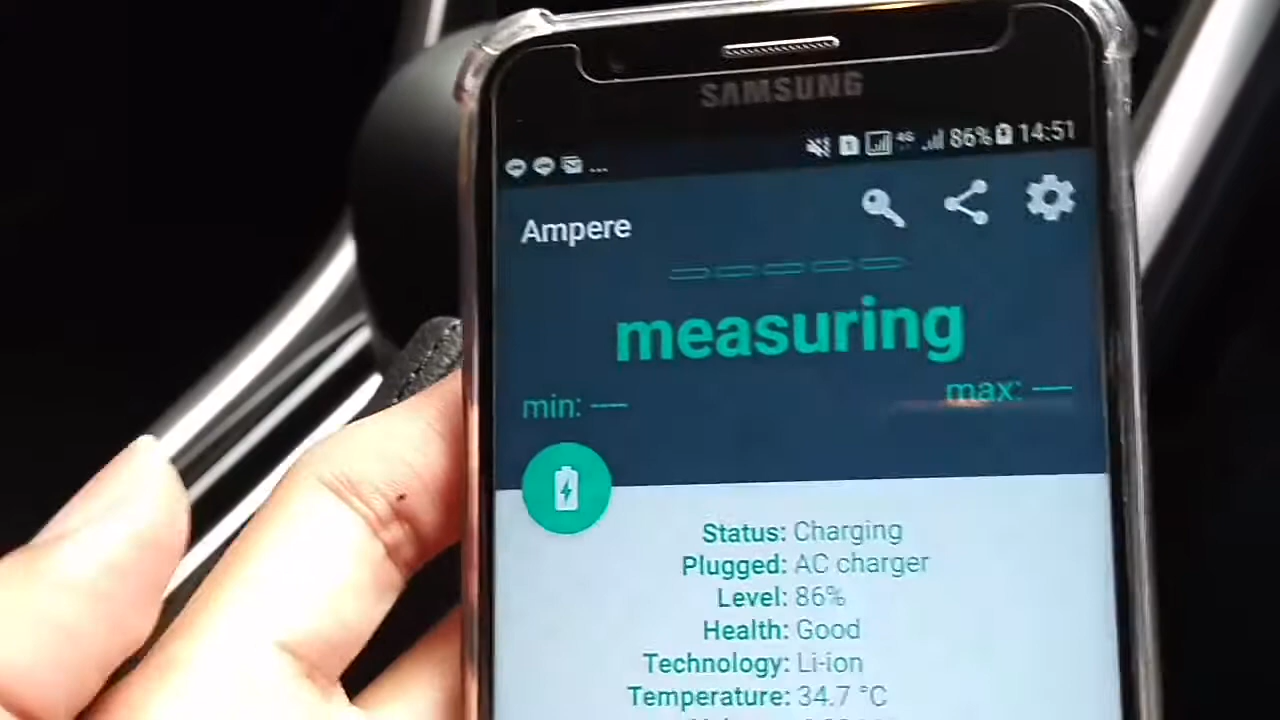 SAMSUNG
... 4G 86% 14:51
Ampere
measuring
min: — max: —
Status: Charging
Plugged: AC charger
Level: 86%
Health: Good
Technology: Li-ion
Temperature: 34.7 °C